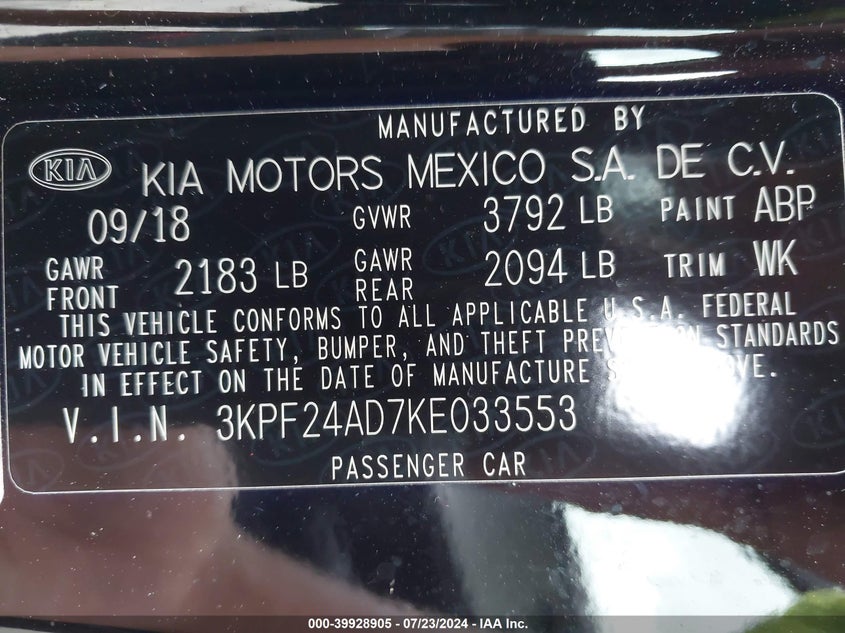 MANUFACTURED BY
KIA KIA MOTORS MEXICO S.A. DE C.V.
09/18 GVWR 3792 LB PAINT ABP
GAWR FRONT 2183 LB GAWR REAR 2094 LB TRIM WK
THIS VEHICLE CONFORMS TO ALL APPLICABLE U.S.A. FEDERAL
MOTOR VEHICLE SAFETY, BUMPER, AND THEFT STANDARDS
IN EFFECT ON THE DATE OF MANUFACTURE
V.I.N. 3KPF24AD7KE033553
PASSENGER CAR
000-39928905 - 07/23/2024 - IAA Inc.